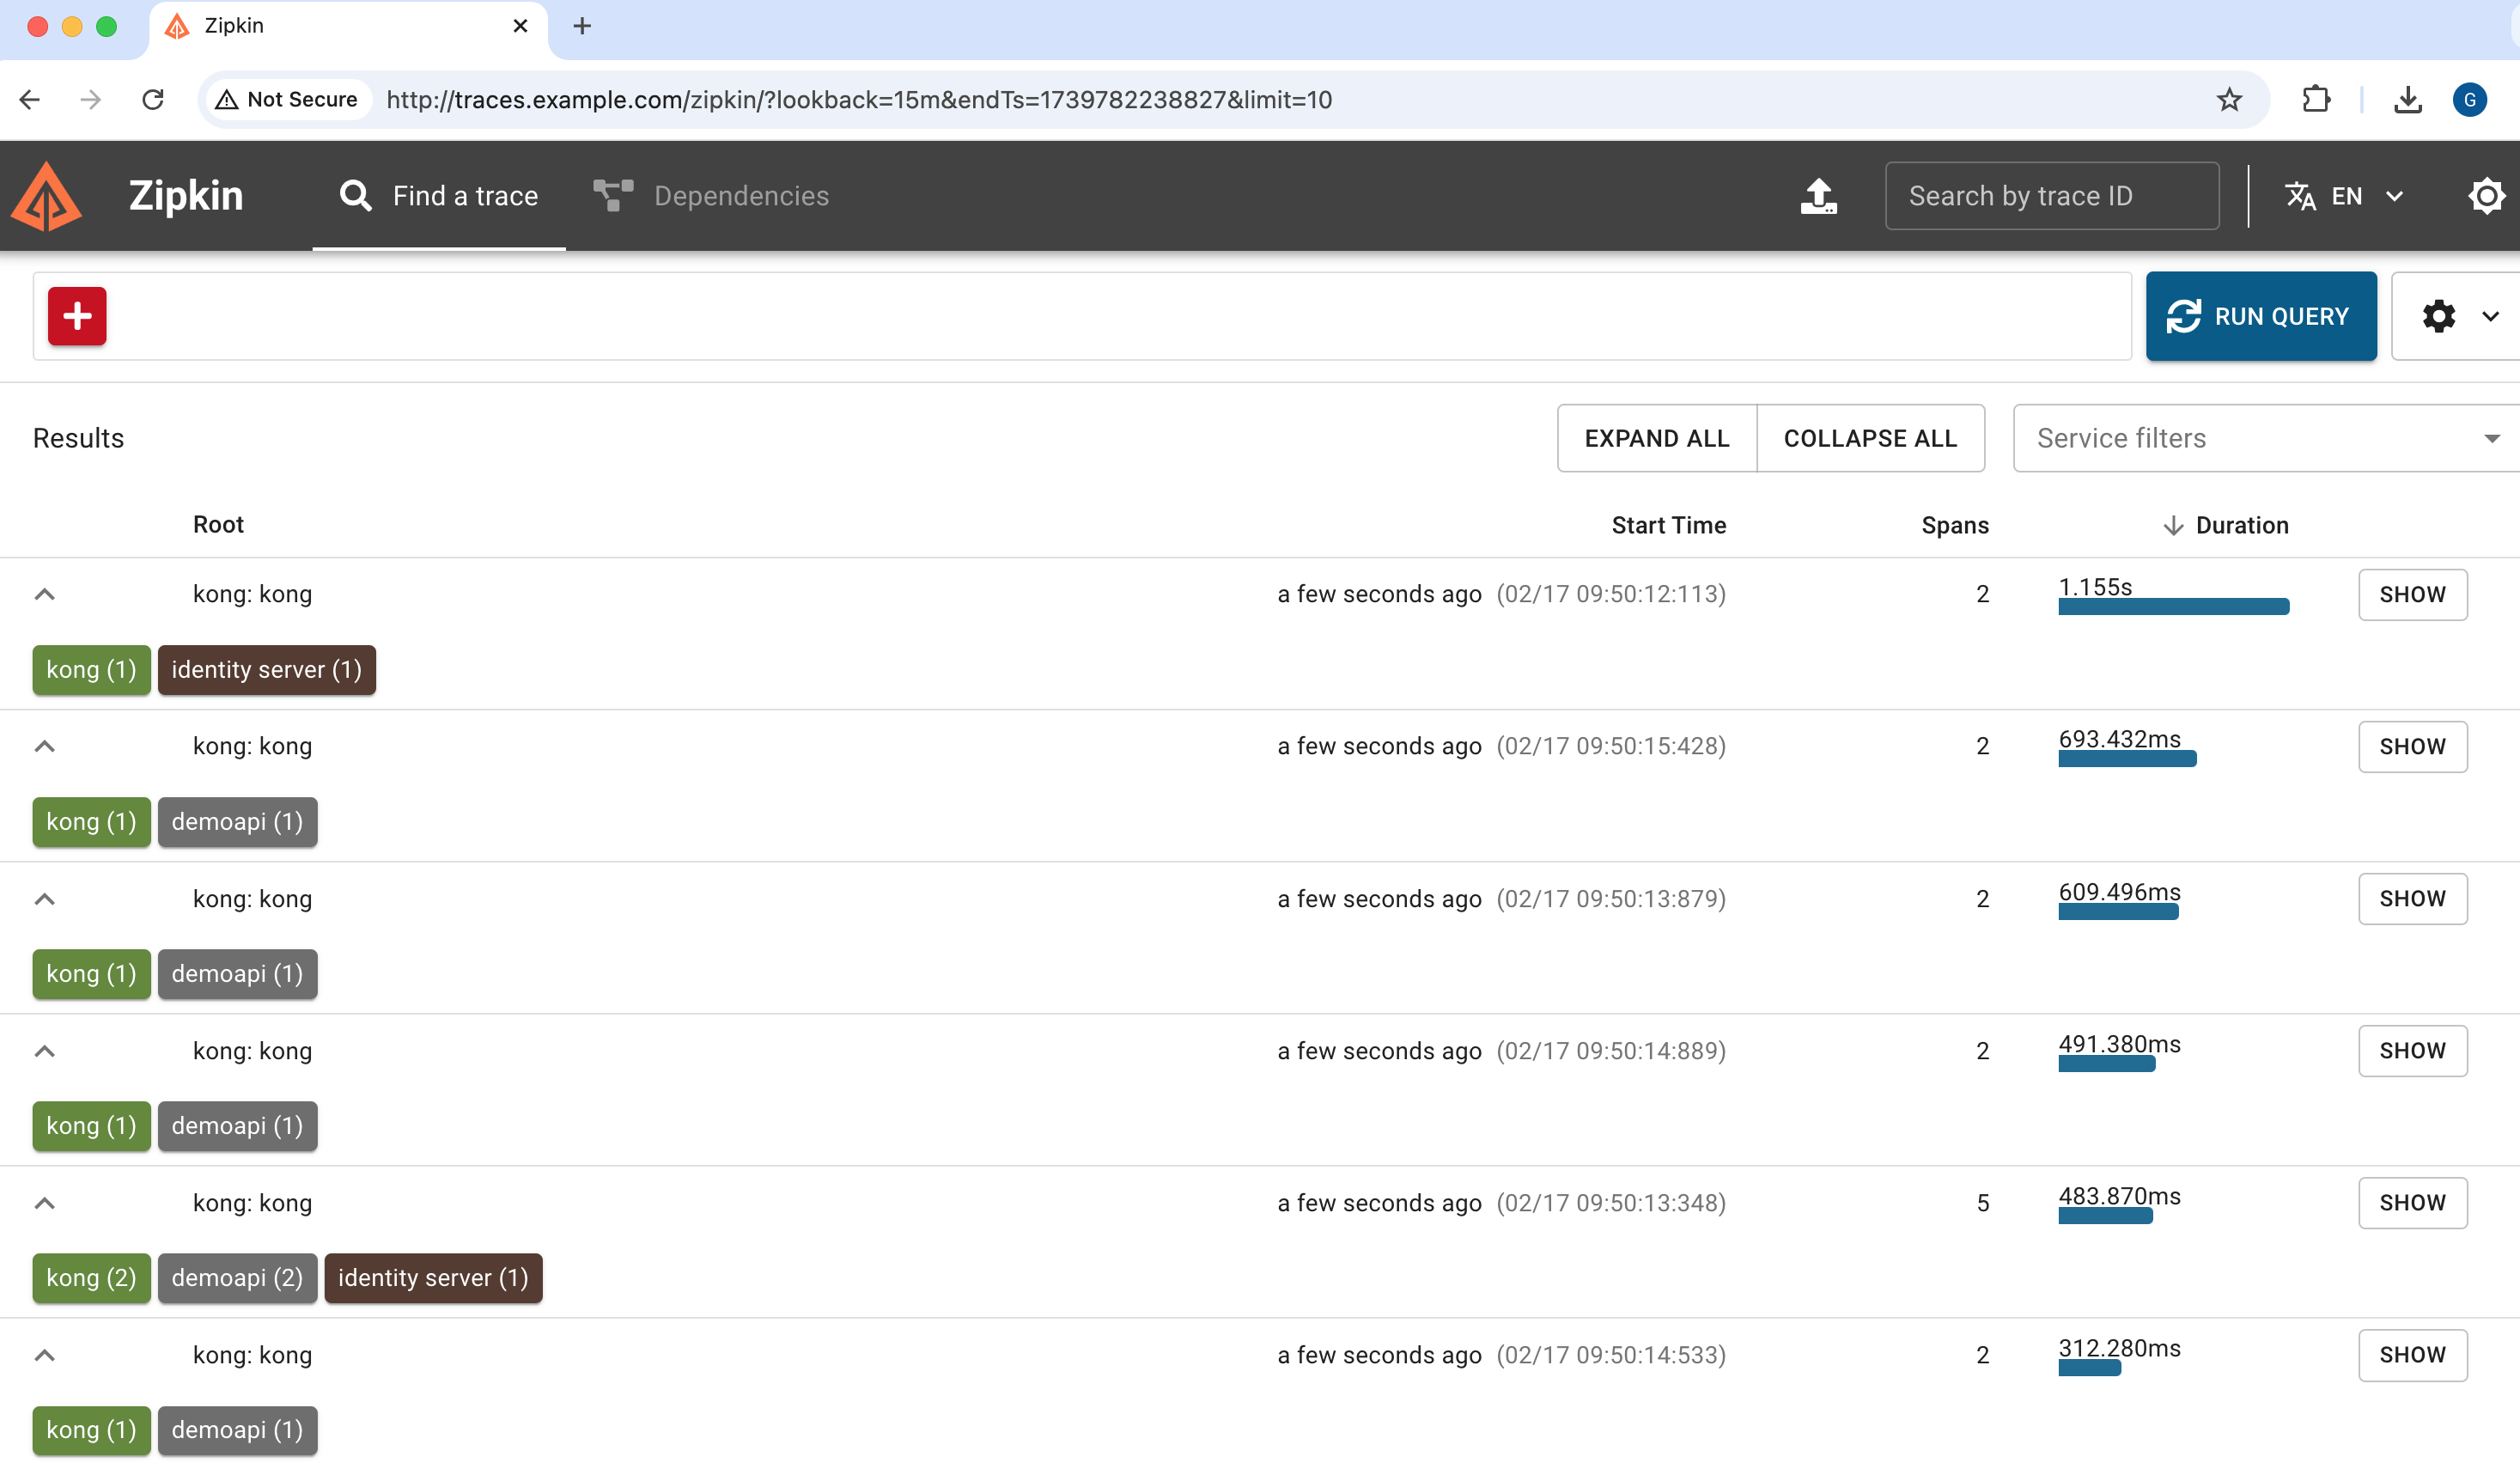 Zipkin
Not Secure http://traces.example.com/zipkin/?lookback=15m&endTs=1739782238827&limit=10 G
Zipkin Find a trace Dependencies Search by trace ID EN
RUN QUERY
Results EXPAND ALL COLLAPSE ALL Service filters
Root Start Time Spans Duration
kong: kong a few seconds ago (02/17 09:50:12:113) 2 1.155s SHOW
kong (1) identity server (1)
kong: kong a few seconds ago (02/17 09:50:15:428) 2 693.432ms SHOW
kong (1) demoapi (1)
kong: kong a few seconds ago (02/17 09:50:13:879) 2 609.496ms SHOW
kong (1) demoapi (1)
kong: kong a few seconds ago (02/17 09:50:14:889) 2 491.380ms SHOW
kong (1) demoapi (1)
kong: kong a few seconds ago (02/17 09:50:13:348) 5 483.870ms SHOW
kong (2) demoapi (2) identity server (1)
kong: kong a few seconds ago (02/17 09:50:14:533) 2 312.280ms SHOW
kong (1) demoapi (1)